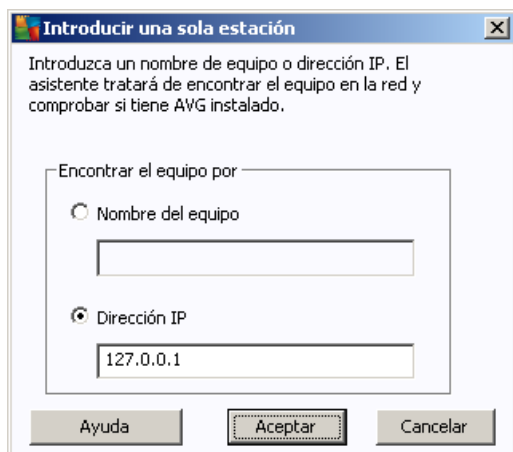 Introducir una sola estación
Introduzca un nombre de equipo o dirección IP. El
asistente tratará de encontrar el equipo en la red y
comprobar si tiene AVG instalado.
Encontrar el equipo por
Nombre del equipo
Dirección IP
127.0.0.1
Ayuda Aceptar Cancelar